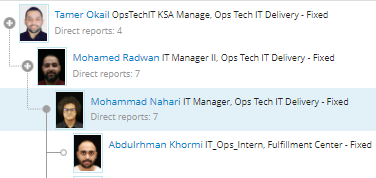 Tamer Okail OpsTechIT KSA Manage, Ops Tech IT Delivery - Fixed
Direct reports: 4
Mohamed Radwan IT Manager II, Ops Tech IT Delivery - Fixed
Direct reports: 7
Mohammad Nahari IT Manager, Ops Tech IT Delivery - Fixed
Direct reports: 7
Abdulrhman Khormi IT_Ops_Intern, Fulfillment Center - Fixed